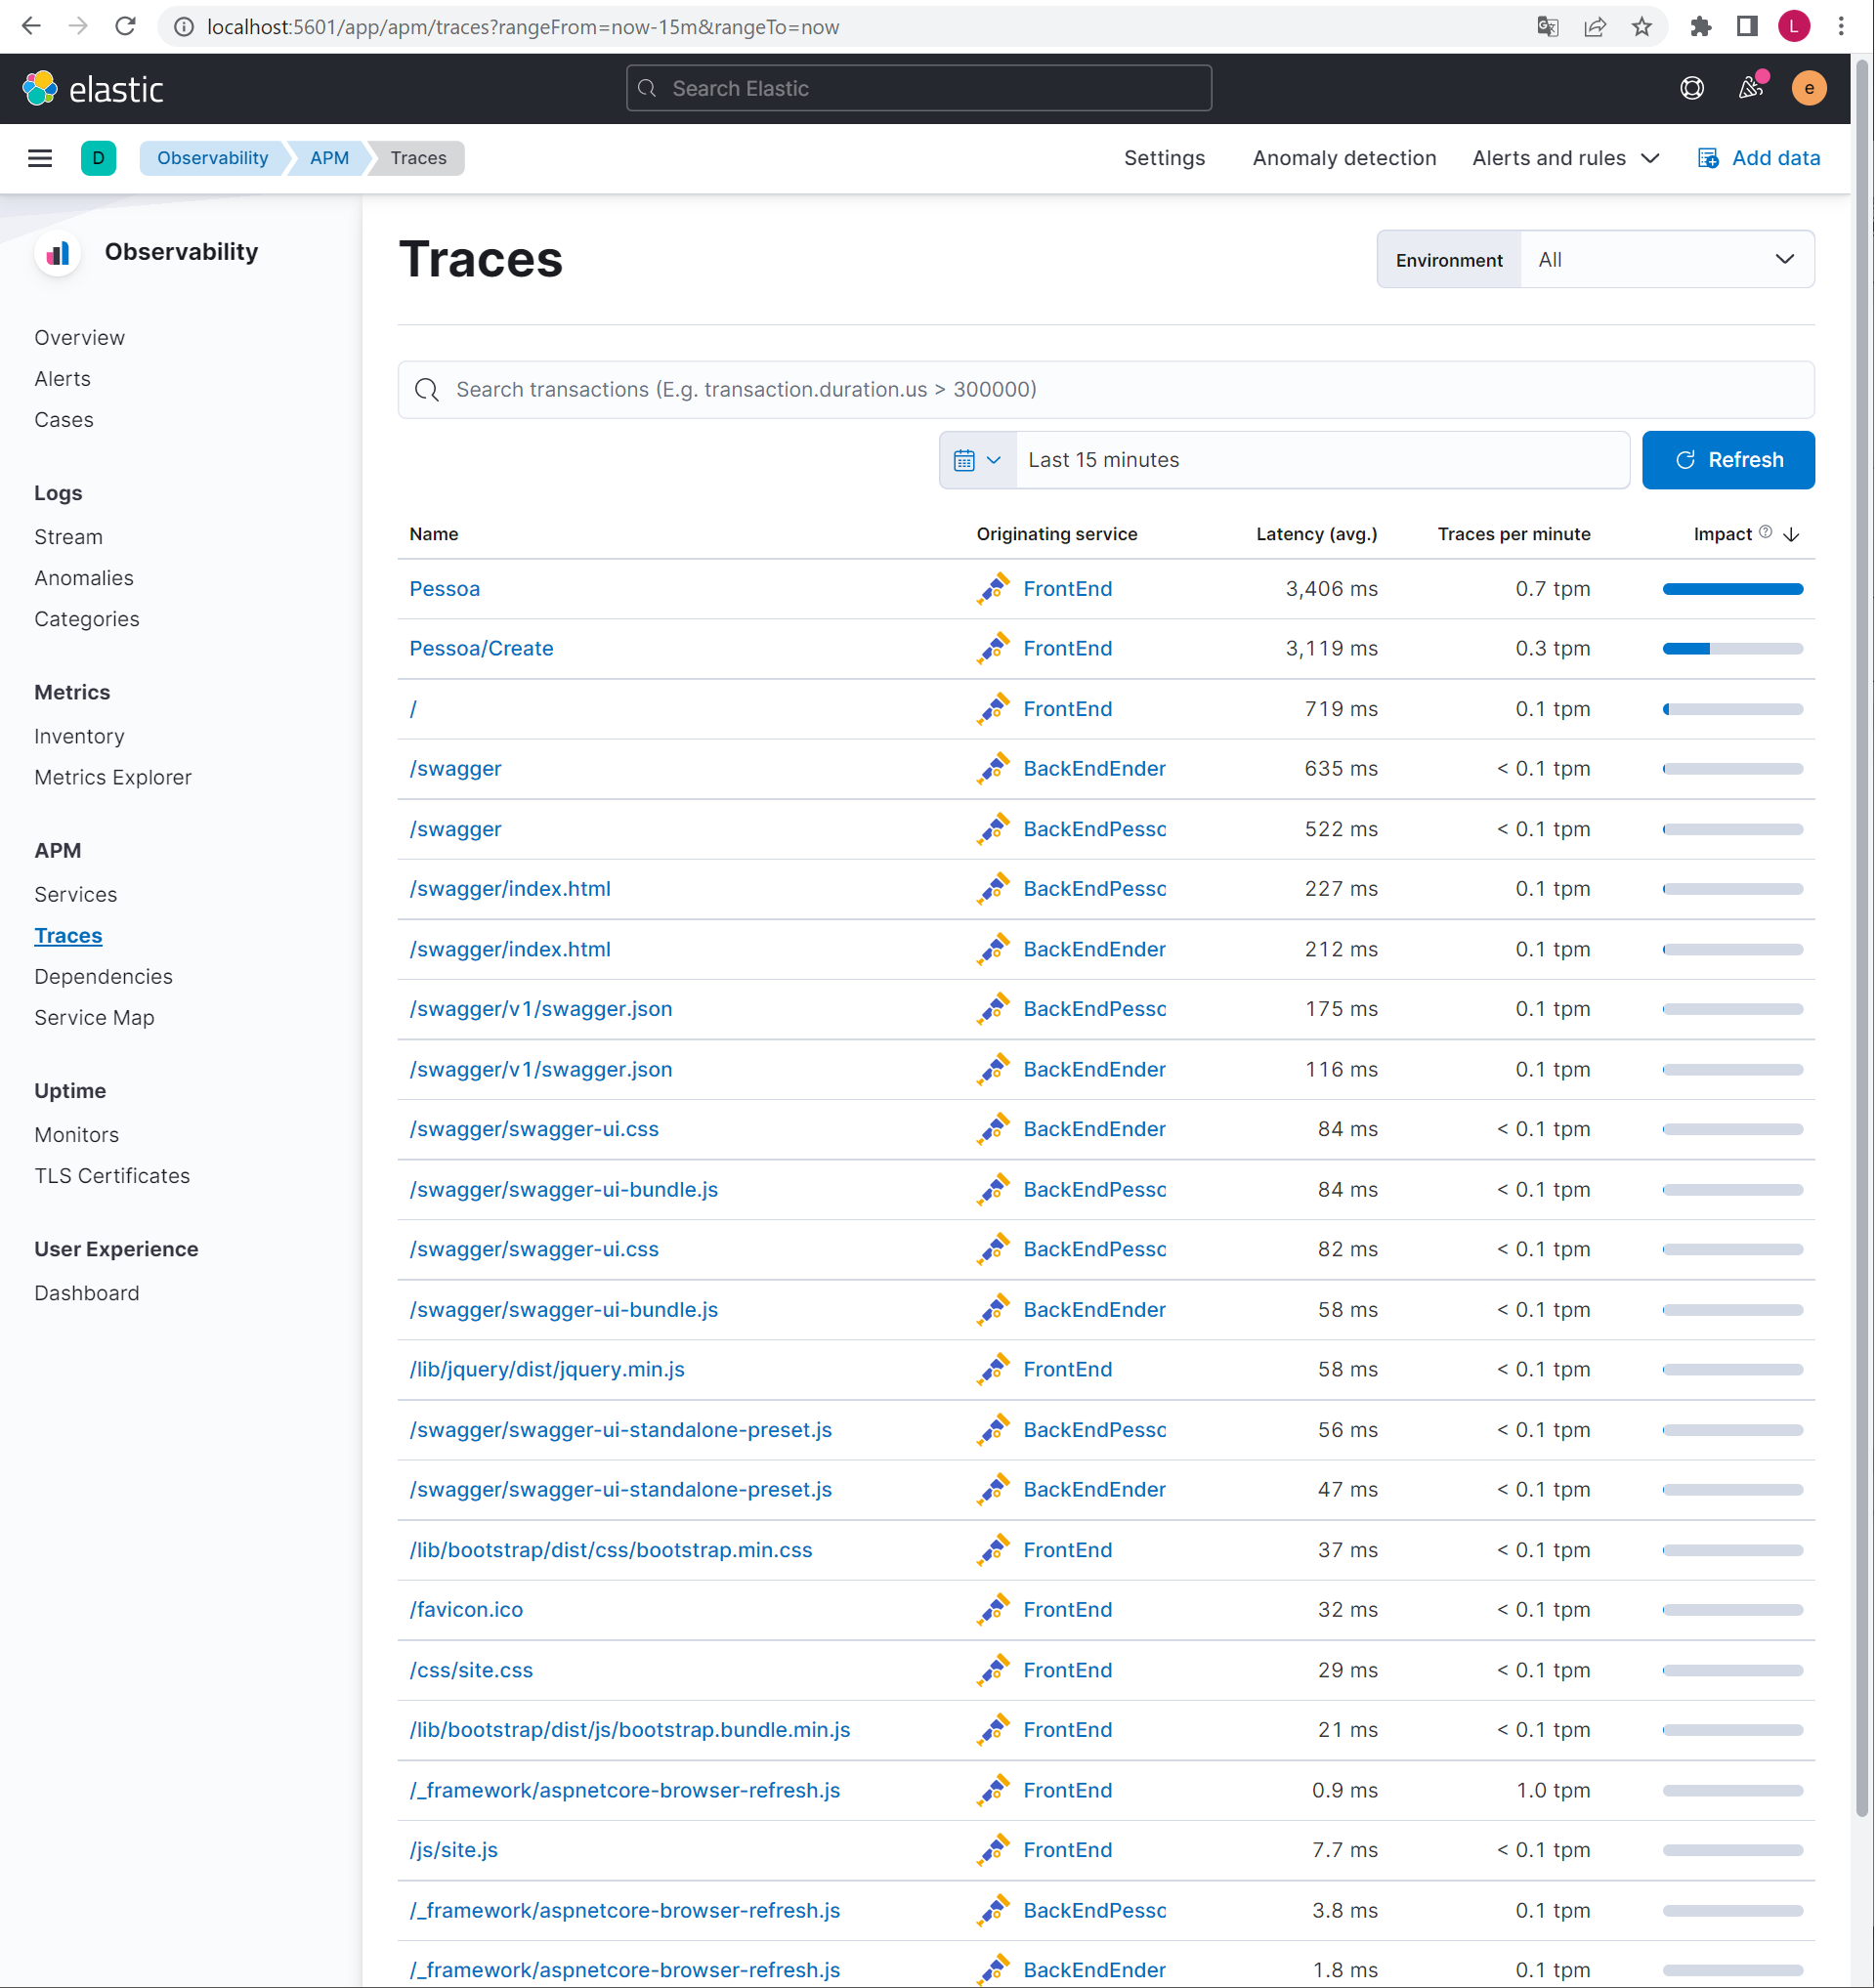 localhost:5601/app/apm/traces?rangeFrom=now-15m&rangeTo=now
L
elastic
Search Elastic
e
D
Observability
APM
Traces
Settings
Anomaly detection
Alerts and rules
Add data
Observability
Overview
Alerts
Cases
Logs
Stream
Anomalies
Categories
Metrics
Inventory
Metrics Explorer
APM
Services
Traces
Dependencies
Service Map
Uptime
Monitors
TLS Certificates
User Experience
Dashboard
Traces
Environment All
Search transactions (E.g. transaction.duration.us > 300000)
Last 15 minutes
Refresh
Name Originating service Latency (avg.) Traces per minute Impact
Pessoa FrontEnd 3,406 ms 0.7 tpm
Pessoa/Create FrontEnd 3,119 ms 0.3 tpm
/ FrontEnd 719 ms 0.1 tpm
/swagger BackEndEnder 635 ms < 0.1 tpm
/swagger BackEndPessc 522 ms < 0.1 tpm
/swagger/index.html BackEndPessc 227 ms 0.1 tpm
/swagger/index.html BackEndEnder 212 ms 0.1 tpm
/swagger/v1/swagger.json BackEndPessc 175 ms 0.1 tpm
/swagger/v1/swagger.json BackEndEnder 116 ms 0.1 tpm
/swagger/swagger-ui.css BackEndEnder 84 ms < 0.1 tpm
/swagger/swagger-ui-bundle.js BackEndPessc 84 ms < 0.1 tpm
/swagger/swagger-ui.css BackEndPessc 82 ms < 0.1 tpm
/swagger/swagger-ui-bundle.js BackEndEnder 58 ms < 0.1 tpm
/lib/jquery/dist/jquery.min.js FrontEnd 58 ms < 0.1 tpm
/swagger/swagger-ui-standalone-preset.js BackEndPessc 56 ms < 0.1 tpm
/swagger/swagger-ui-standalone-preset.js BackEndEnder 47 ms < 0.1 tpm
/lib/bootstrap/dist/css/bootstrap.min.css FrontEnd 37 ms < 0.1 tpm
/favicon.ico FrontEnd 32 ms < 0.1 tpm
/css/site.css FrontEnd 29 ms < 0.1 tpm
/lib/bootstrap/dist/js/bootstrap.bundle.min.js FrontEnd 21 ms < 0.1 tpm
/_framework/aspnetcore-browser-refresh.js FrontEnd 0.9 ms 1.0 tpm
/js/site.js FrontEnd 7.7 ms < 0.1 tpm
/_framework/aspnetcore-browser-refresh.js BackEndPessc 3.8 ms 0.1 tpm
/_framework/aspnetcore-browser-refresh.js BackEndEnder 1.8 ms 0.1 tpm